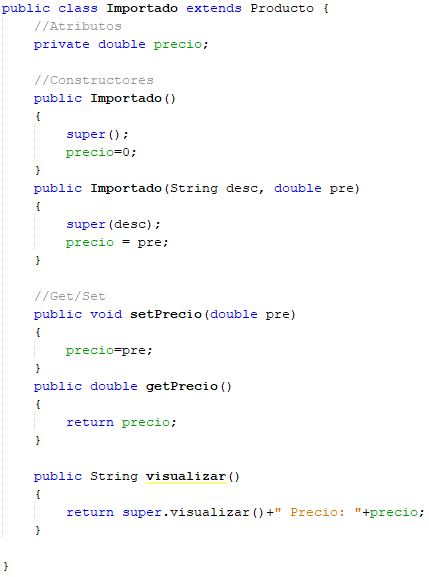 public class Importado extends Producto {
//Atributos
private double precio;
//Constructores
public Importado()
{
super();
precio=0;
}
public Importado(String desc, double pre)
{
super(desc);
precio = pre;
}
//Get/Set
public void setPrecio(double pre)
{
precio=pre;
}
public double getPrecio()
{
return precio;
}
public String visualizar()
{
return super.visualizar()+" Precio: "+precio;
}
}